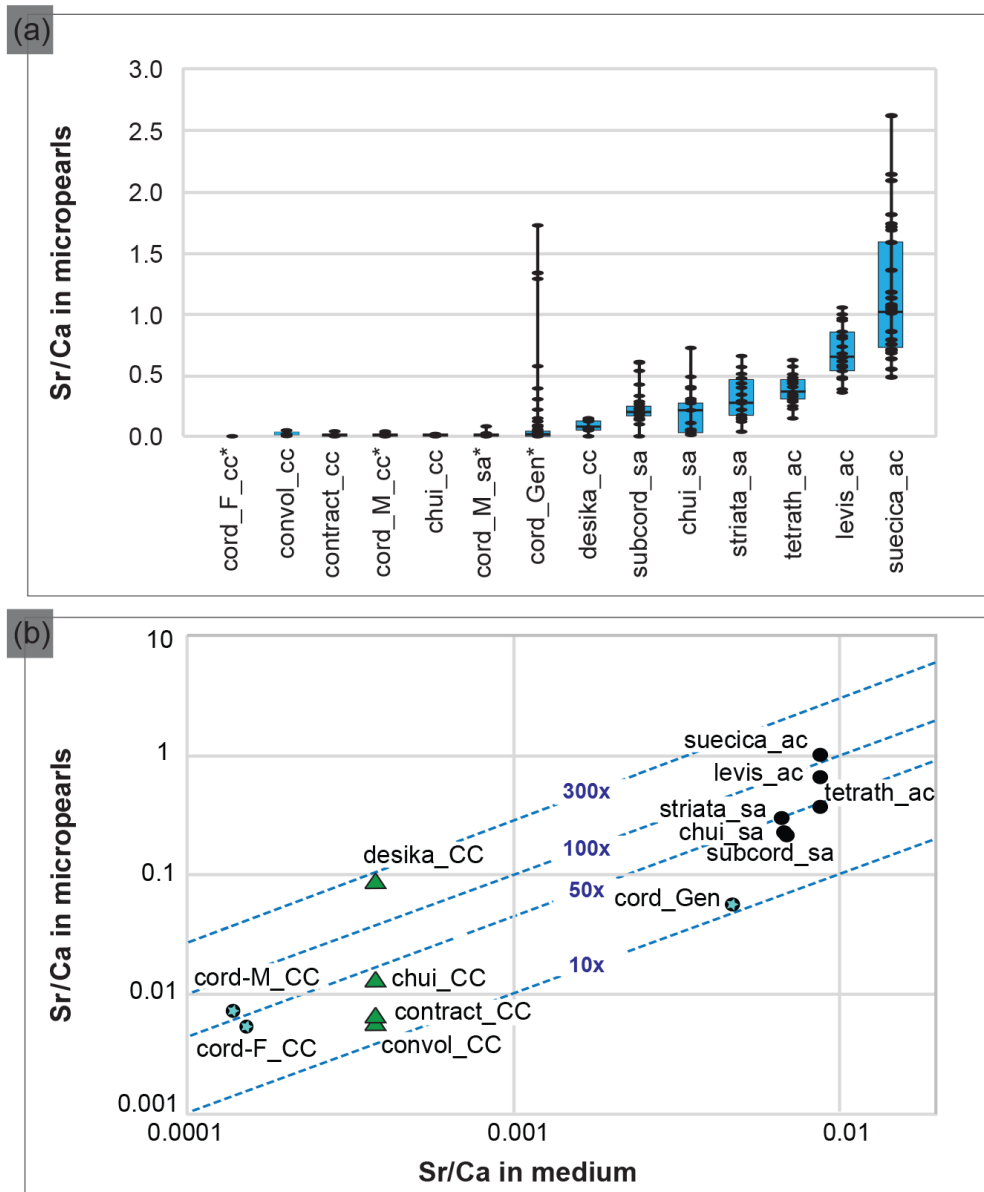 (a)
Sr/Ca in micropearls
3.0
2.5
2.0
1.5
1.0
0.5
0.0
cord_F_cc*
convol_cc
contract_cc
cord_M_cc*
chui_cc
cord_M_sa*
cord_Gen*
desika_cc
subcord_sa
chui_sa
striata_sa
tetrath_ac
levis_ac
suecica_ac
(b)
Sr/Ca in micropearls
10
1
0.1
0.01
0.001
suecica_ac
levis_ac
300x
tetrath_ac
striata_sa
chui_sa
100x
desika_CC
subcord_sa
50x
cord_Gen
10x
cord-M_CC
chui_CC
contract_CC
cord-F_CC
convol_CC
0.0001
0.001
0.01
Sr/Ca in medium